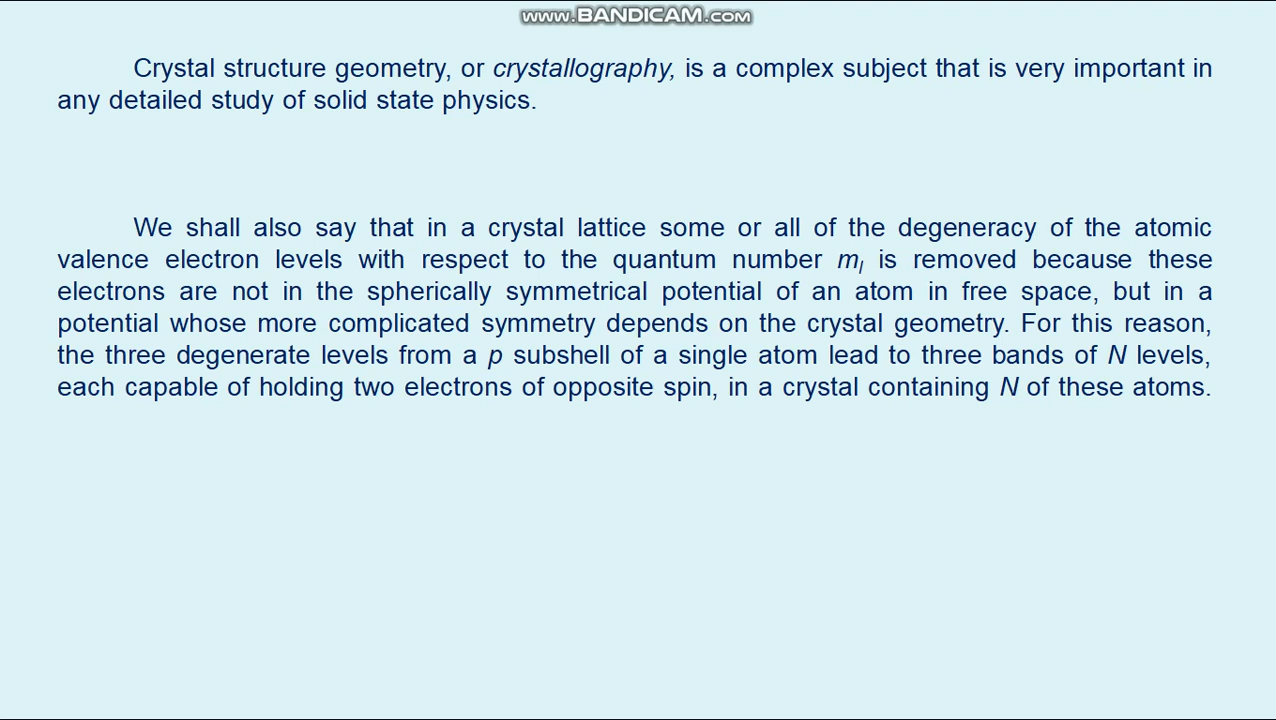 www.BANDICAM.com
Crystal structure geometry, or crystallography, is a complex subject that is very important in
any detailed study of solid state physics.
We shall also say that in a crystal lattice some or all of the degeneracy of the atomic
valence electron levels with respect to the quantum number ml is removed because these
electrons are not in the spherically symmetrical potential of an atom in free space, but in a
potential whose more complicated symmetry depends on the crystal geometry. For this reason,
the three degenerate levels from a p subshell of a single atom lead to three bands of N levels,
each capable of holding two electrons of opposite spin, in a crystal containing N of these atoms.